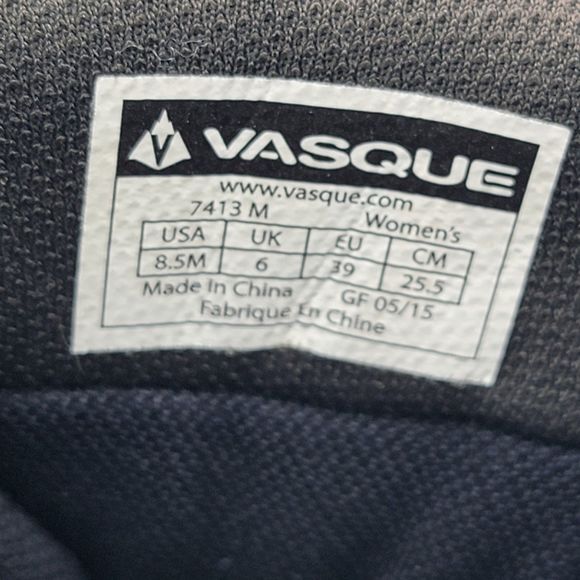 VASQUE
www.vasque.com
7413 M Women's
USA UK EU CM
8.5M 6 39 25.5
Made In China GF 05/15
Fabrique En Chine